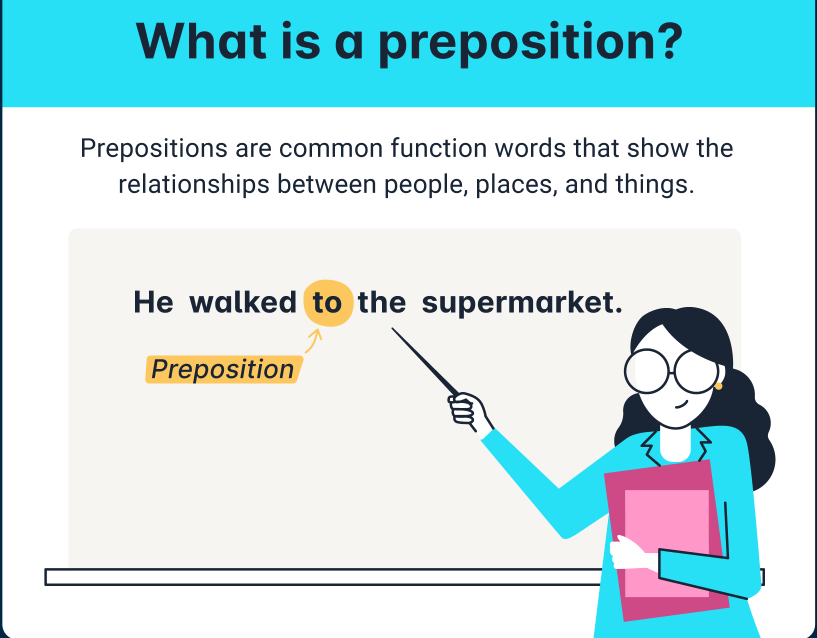 What is a preposition?
Prepositions are common function words that show the
relationships between people, places, and things.
He walked to the supermarket.
Preposition